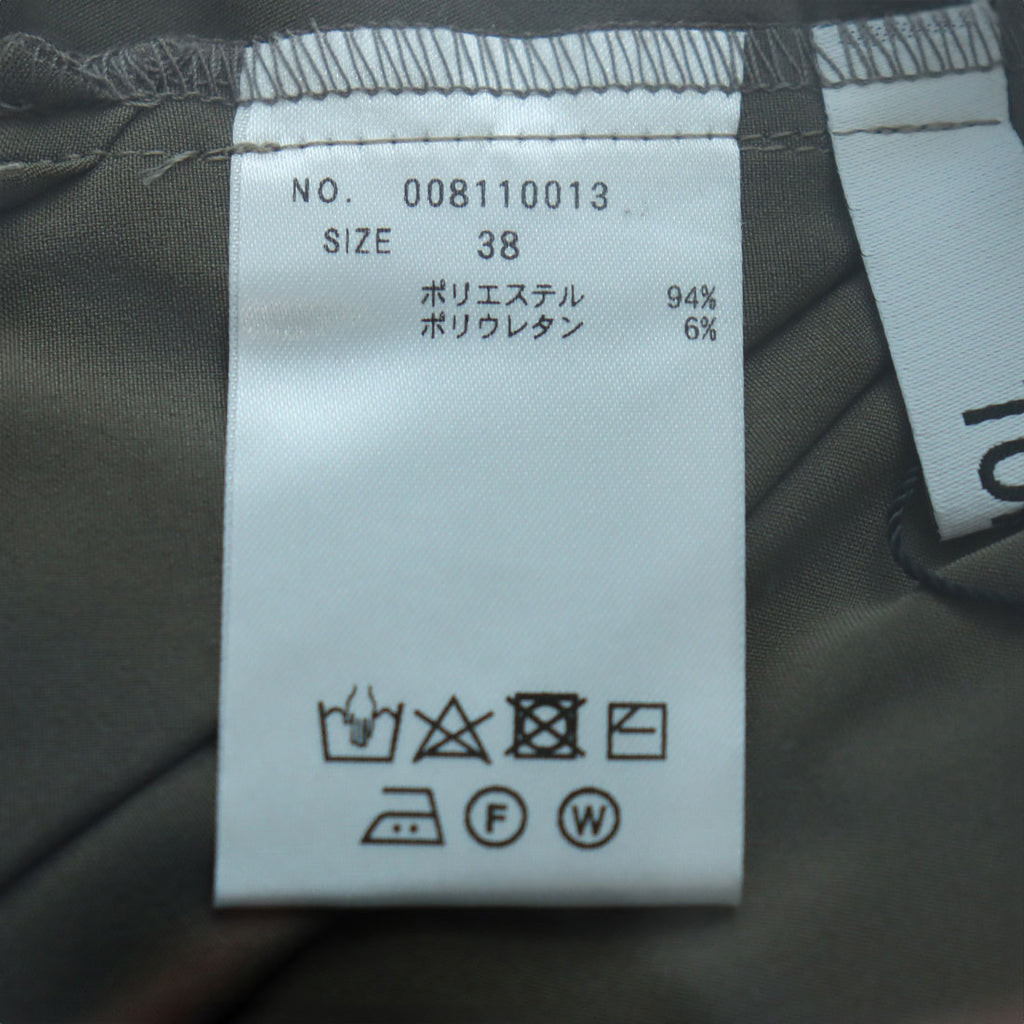 NO. 008110013
SIZE 38
ポリエステル 94%
ポリウレタン 6%
F W